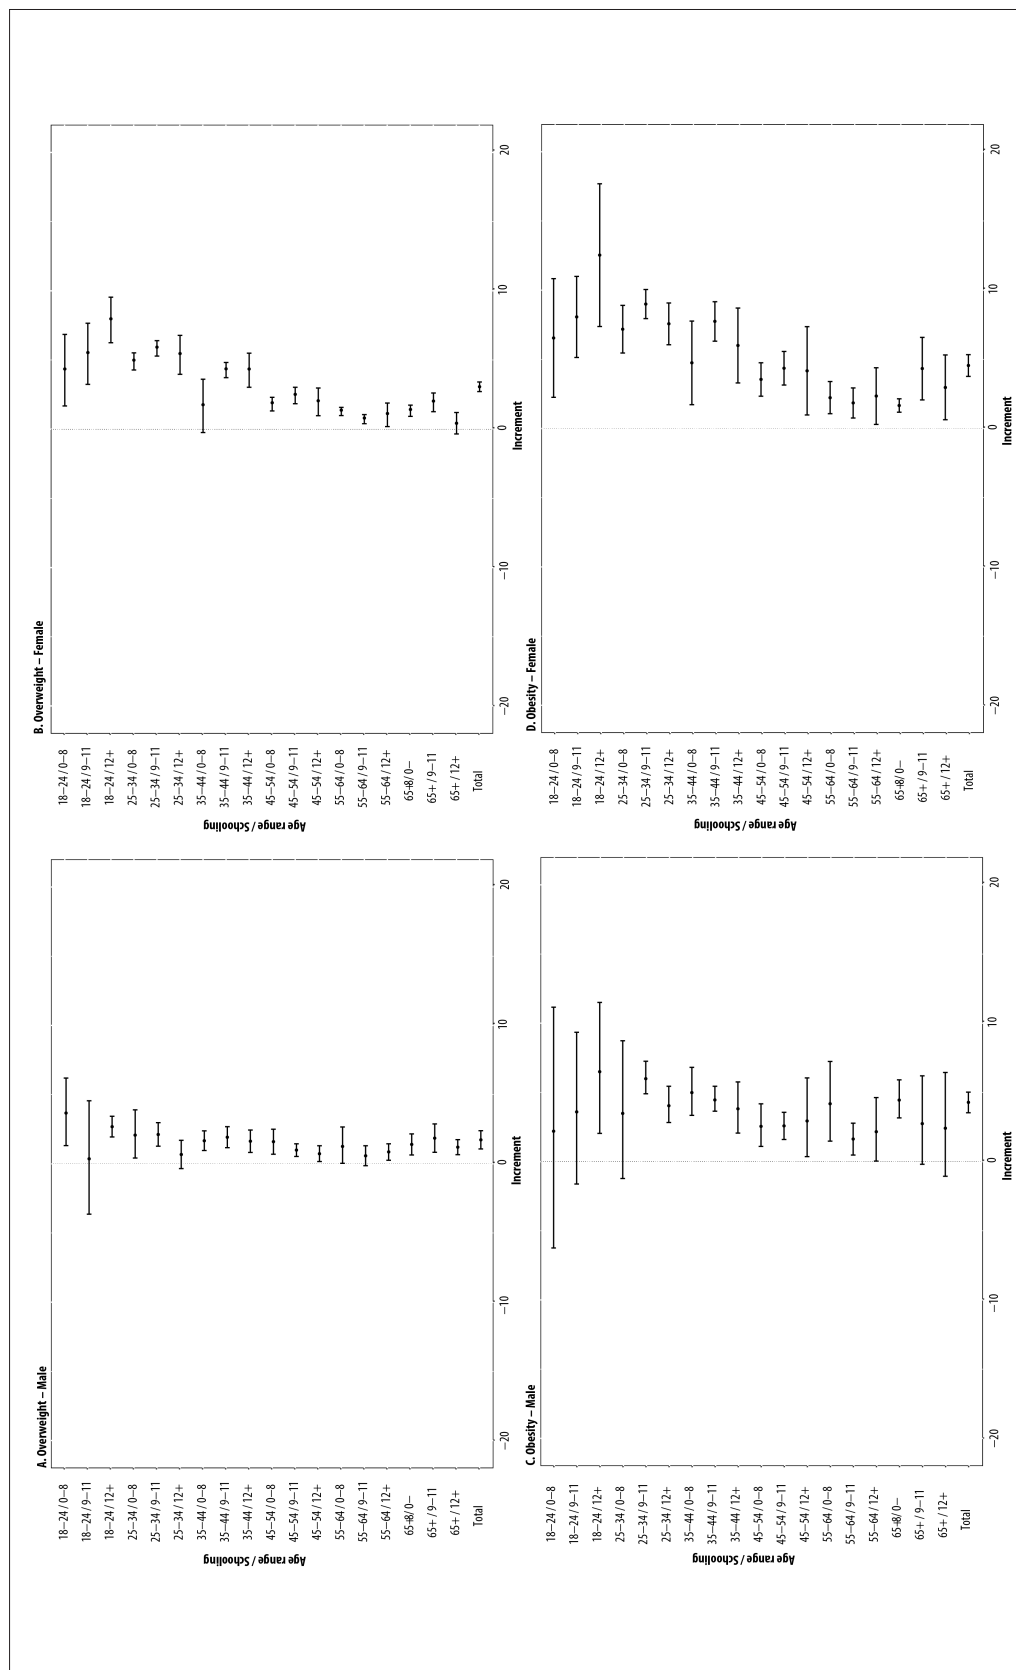 A. Overweight – Male
Age range / Schooling
18–24 / 0–8
18–24 / 9–11
18–24 / 12+
25–34 / 0–8
25–34 / 9–11
25–34 / 12+
35–44 / 0–8
35–44 / 9–11
35–44 / 12+
45–54 / 0–8
45–54 / 9–11
45–54 / 12+
55–64 / 0–8
55–64 / 9–11
55–64 / 12+
65+8/ 0–
65+ / 9–11
65+ / 12+
Total
–20
–10
0
10
20
Increment
B. Overweight – Female
Age range / Schooling
18–24 / 0–8
18–24 / 9–11
18–24 / 12+
25–34 / 0–8
25–34 / 9–11
25–34 / 12+
35–44 / 0–8
35–44 / 9–11
35–44 / 12+
45–54 / 0–8
45–54 / 9–11
45–54 / 12+
55–64 / 0–8
55–64 / 9–11
55–64 / 12+
65+8/ 0–
65+ / 9–11
65+ / 12+
Total
–20
–10
0
10
20
Increment
C. Obesity – Male
Age range / Schooling
18–24 / 0–8
18–24 / 9–11
18–24 / 12+
25–34 / 0–8
25–34 / 9–11
25–34 / 12+
35–44 / 0–8
35–44 / 9–11
35–44 / 12+
45–54 / 0–8
45–54 / 9–11
45–54 / 12+
55–64 / 0–8
55–64 / 9–11
55–64 / 12+
65+8/ 0–
65+ / 9–11
65+ / 12+
Total
–20
–10
0
10
20
Increment
D. Obesity – Female
Age range / Schooling
18–24 / 0–8
18–24 / 9–11
18–24 / 12+
25–34 / 0–8
25–34 / 9–11
25–34 / 12+
35–44 / 0–8
35–44 / 9–11
35–44 / 12+
45–54 / 0–8
45–54 / 9–11
45–54 / 12+
55–64 / 0–8
55–64 / 9–11
55–64 / 12+
65+8/ 0–
65+ / 9–11
65+ / 12+
Total
–20
–10
0
10
20
Increment